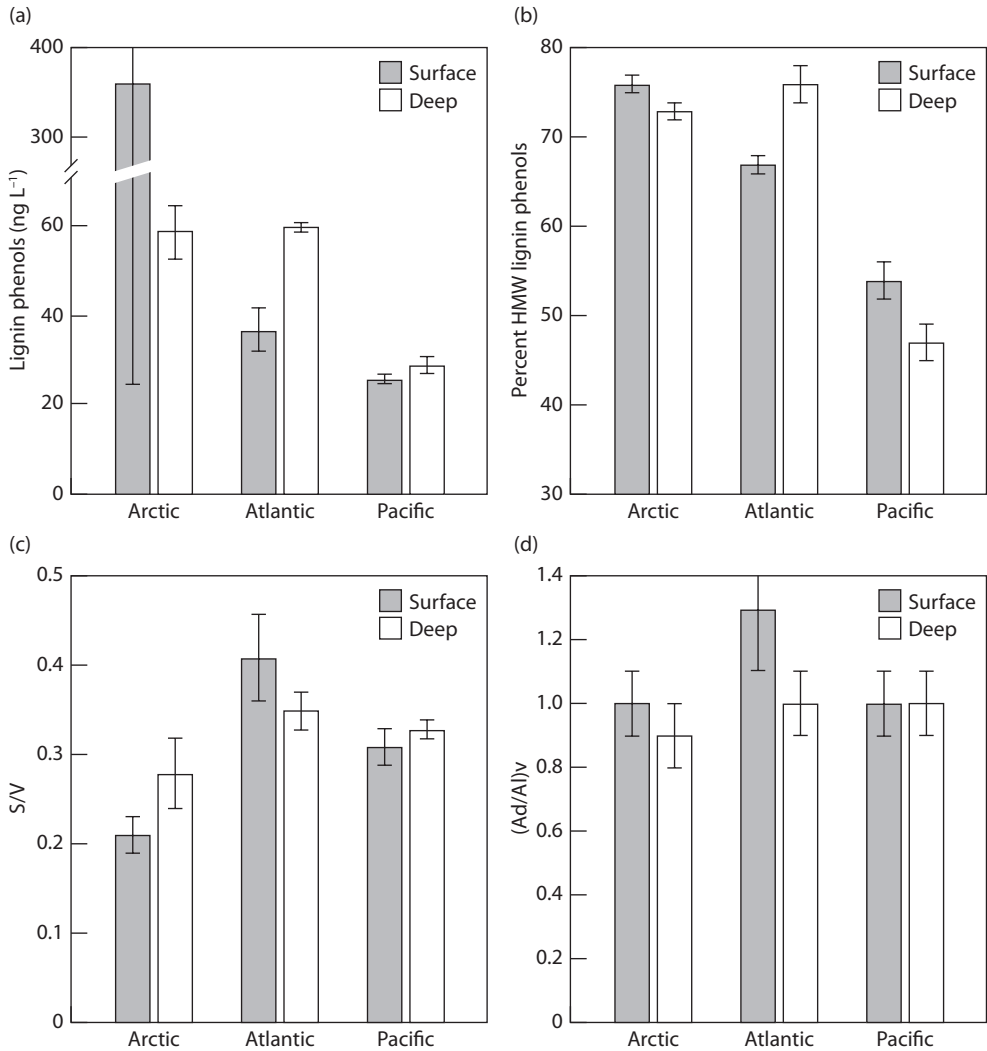 (a)
Lignin phenols (ng L⁻¹)
400
300
60
40
20
0
Surface
Deep
Arctic
Atlantic
Pacific
(b)
Percent HMW lignin phenols
80
70
60
50
40
30
Surface
Deep
Arctic
Atlantic
Pacific
(c)
S/V
0.5
0.4
0.3
0.2
0.1
0
Surface
Deep
Arctic
Atlantic
Pacific
(d)
(Ad/Al)v
1.4
1.2
1.0
0.8
0.6
0.4
0.2
0
Surface
Deep
Arctic
Atlantic
Pacific